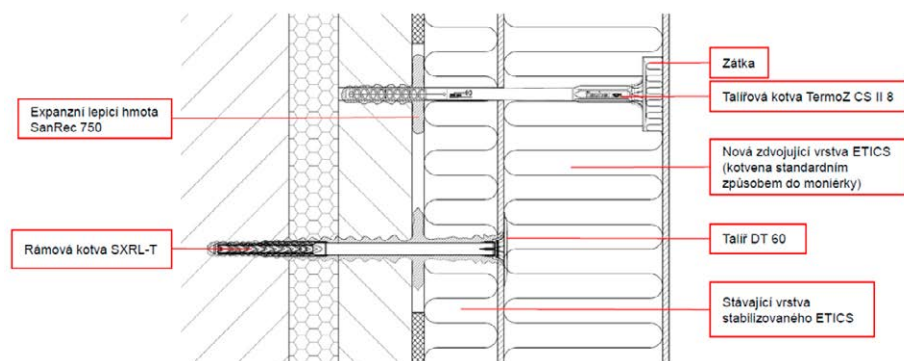 Expanzní lepicí hmota
SanRec 750
Rámová kotva SXRL-T
Zátka
Talířová kotva TermoZ CS II 8
Nová zdvojující vrstva ETICS
(kotvena standardním
způsobem do moniérky)
Talíř DT 60
Stávající vrstva
stabilizovaného ETICS